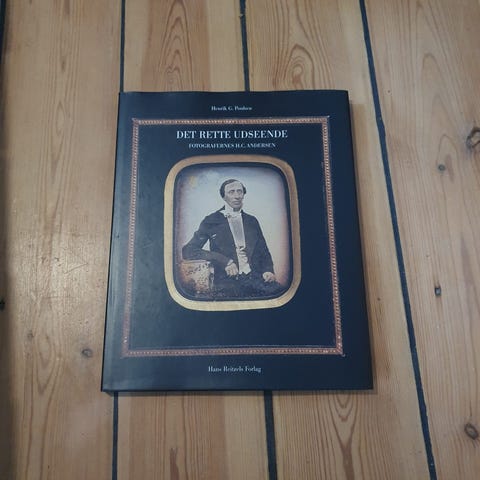 Henrik G. Poulsen
DET RETTE UDSEENDE
FOTOGRAFERNES H.C. ANDERSEN
Hans Reitzels Forlag